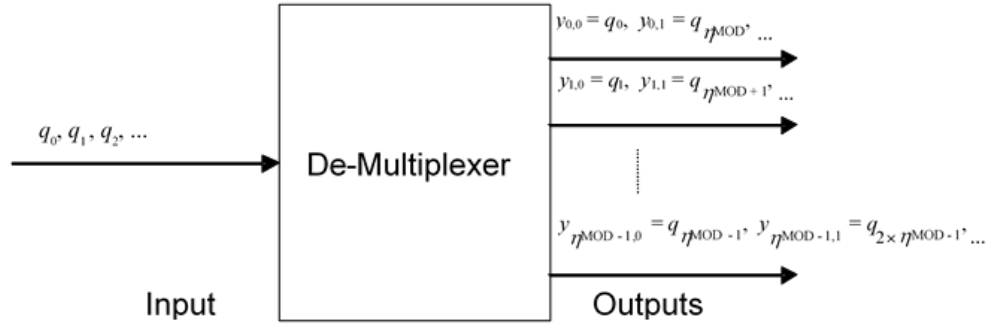 y0,0 = q0, y0,1 = qηMOD, ...
y1,0 = q1, y1,1 = qηMOD + 1, ...
q0, q1, q2, ...
De-Multiplexer
yηMOD -1,0 = qηMOD -1, yηMOD-1,1 = q2× ηMOD-1, ...
Input
Outputs